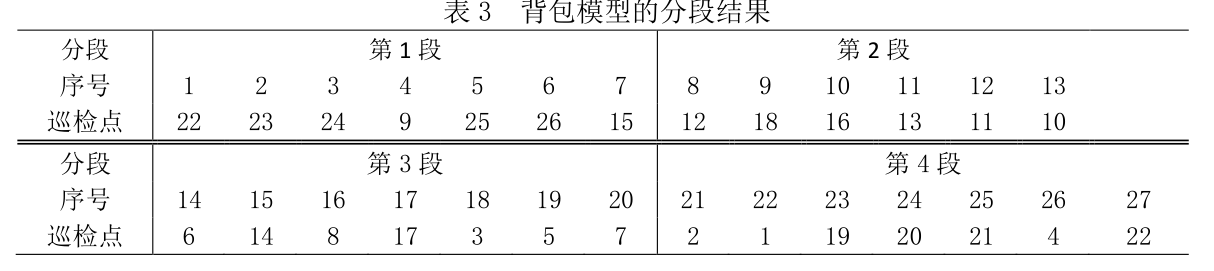 表 3 背包模型的分段结果
分段 第 1 段 第 2 段
序号 1 2 3 4 5 6 7 8 9 10 11 12 13
巡检点 22 23 24 9 25 26 15 12 18 16 13 11 10
分段 第 3 段 第 4 段
序号 14 15 16 17 18 19 20 21 22 23 24 25 26 27
巡检点 6 14 8 17 3 5 7 2 1 19 20 21 4 22